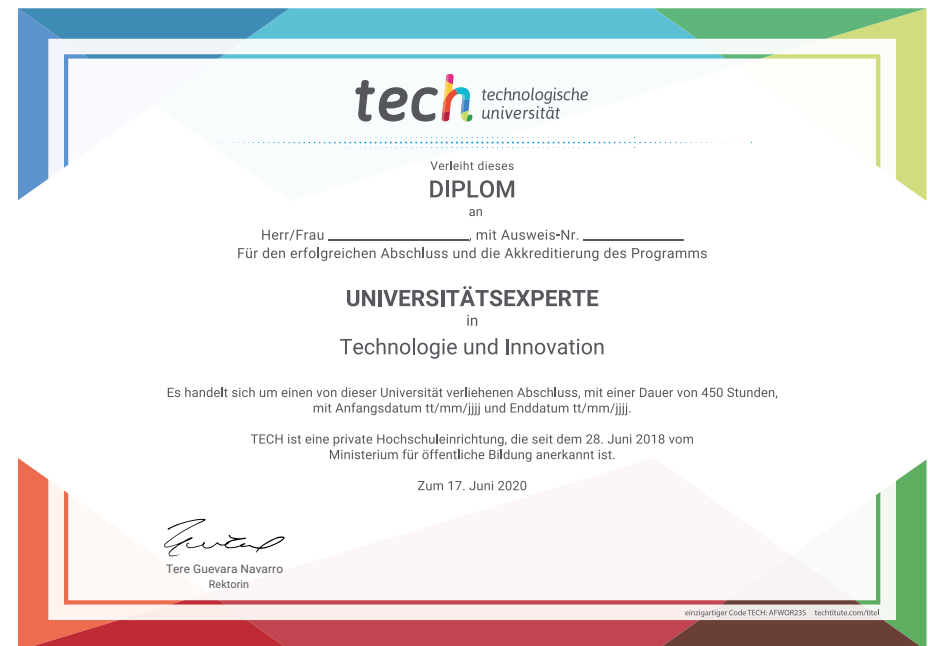 tech technologische
universität
Verleiht dieses
DIPLOM
an
Herr/Frau ____________________, mit Ausweis-Nr. ______________
Für den erfolgreichen Abschluss und die Akkreditierung des Programms
UNIVERSITÄTSEXPERTE
in
Technologie und Innovation
Es handelt sich um einen von dieser Universität verliehenen Abschluss, mit einer Dauer von 450 Stunden,
mit Anfangsdatum tt/mm/jjjj und Enddatum tt/mm/jjjj.
TECH ist eine private Hochschuleinrichtung, die seit dem 28. Juni 2018 vom
Ministerium für öffentliche Bildung anerkannt ist.
Zum 17. Juni 2020
Tere Guevara Navarro
Rektorin
einzigartiger Code TECH: AFWOR23S techtitute.com/titel